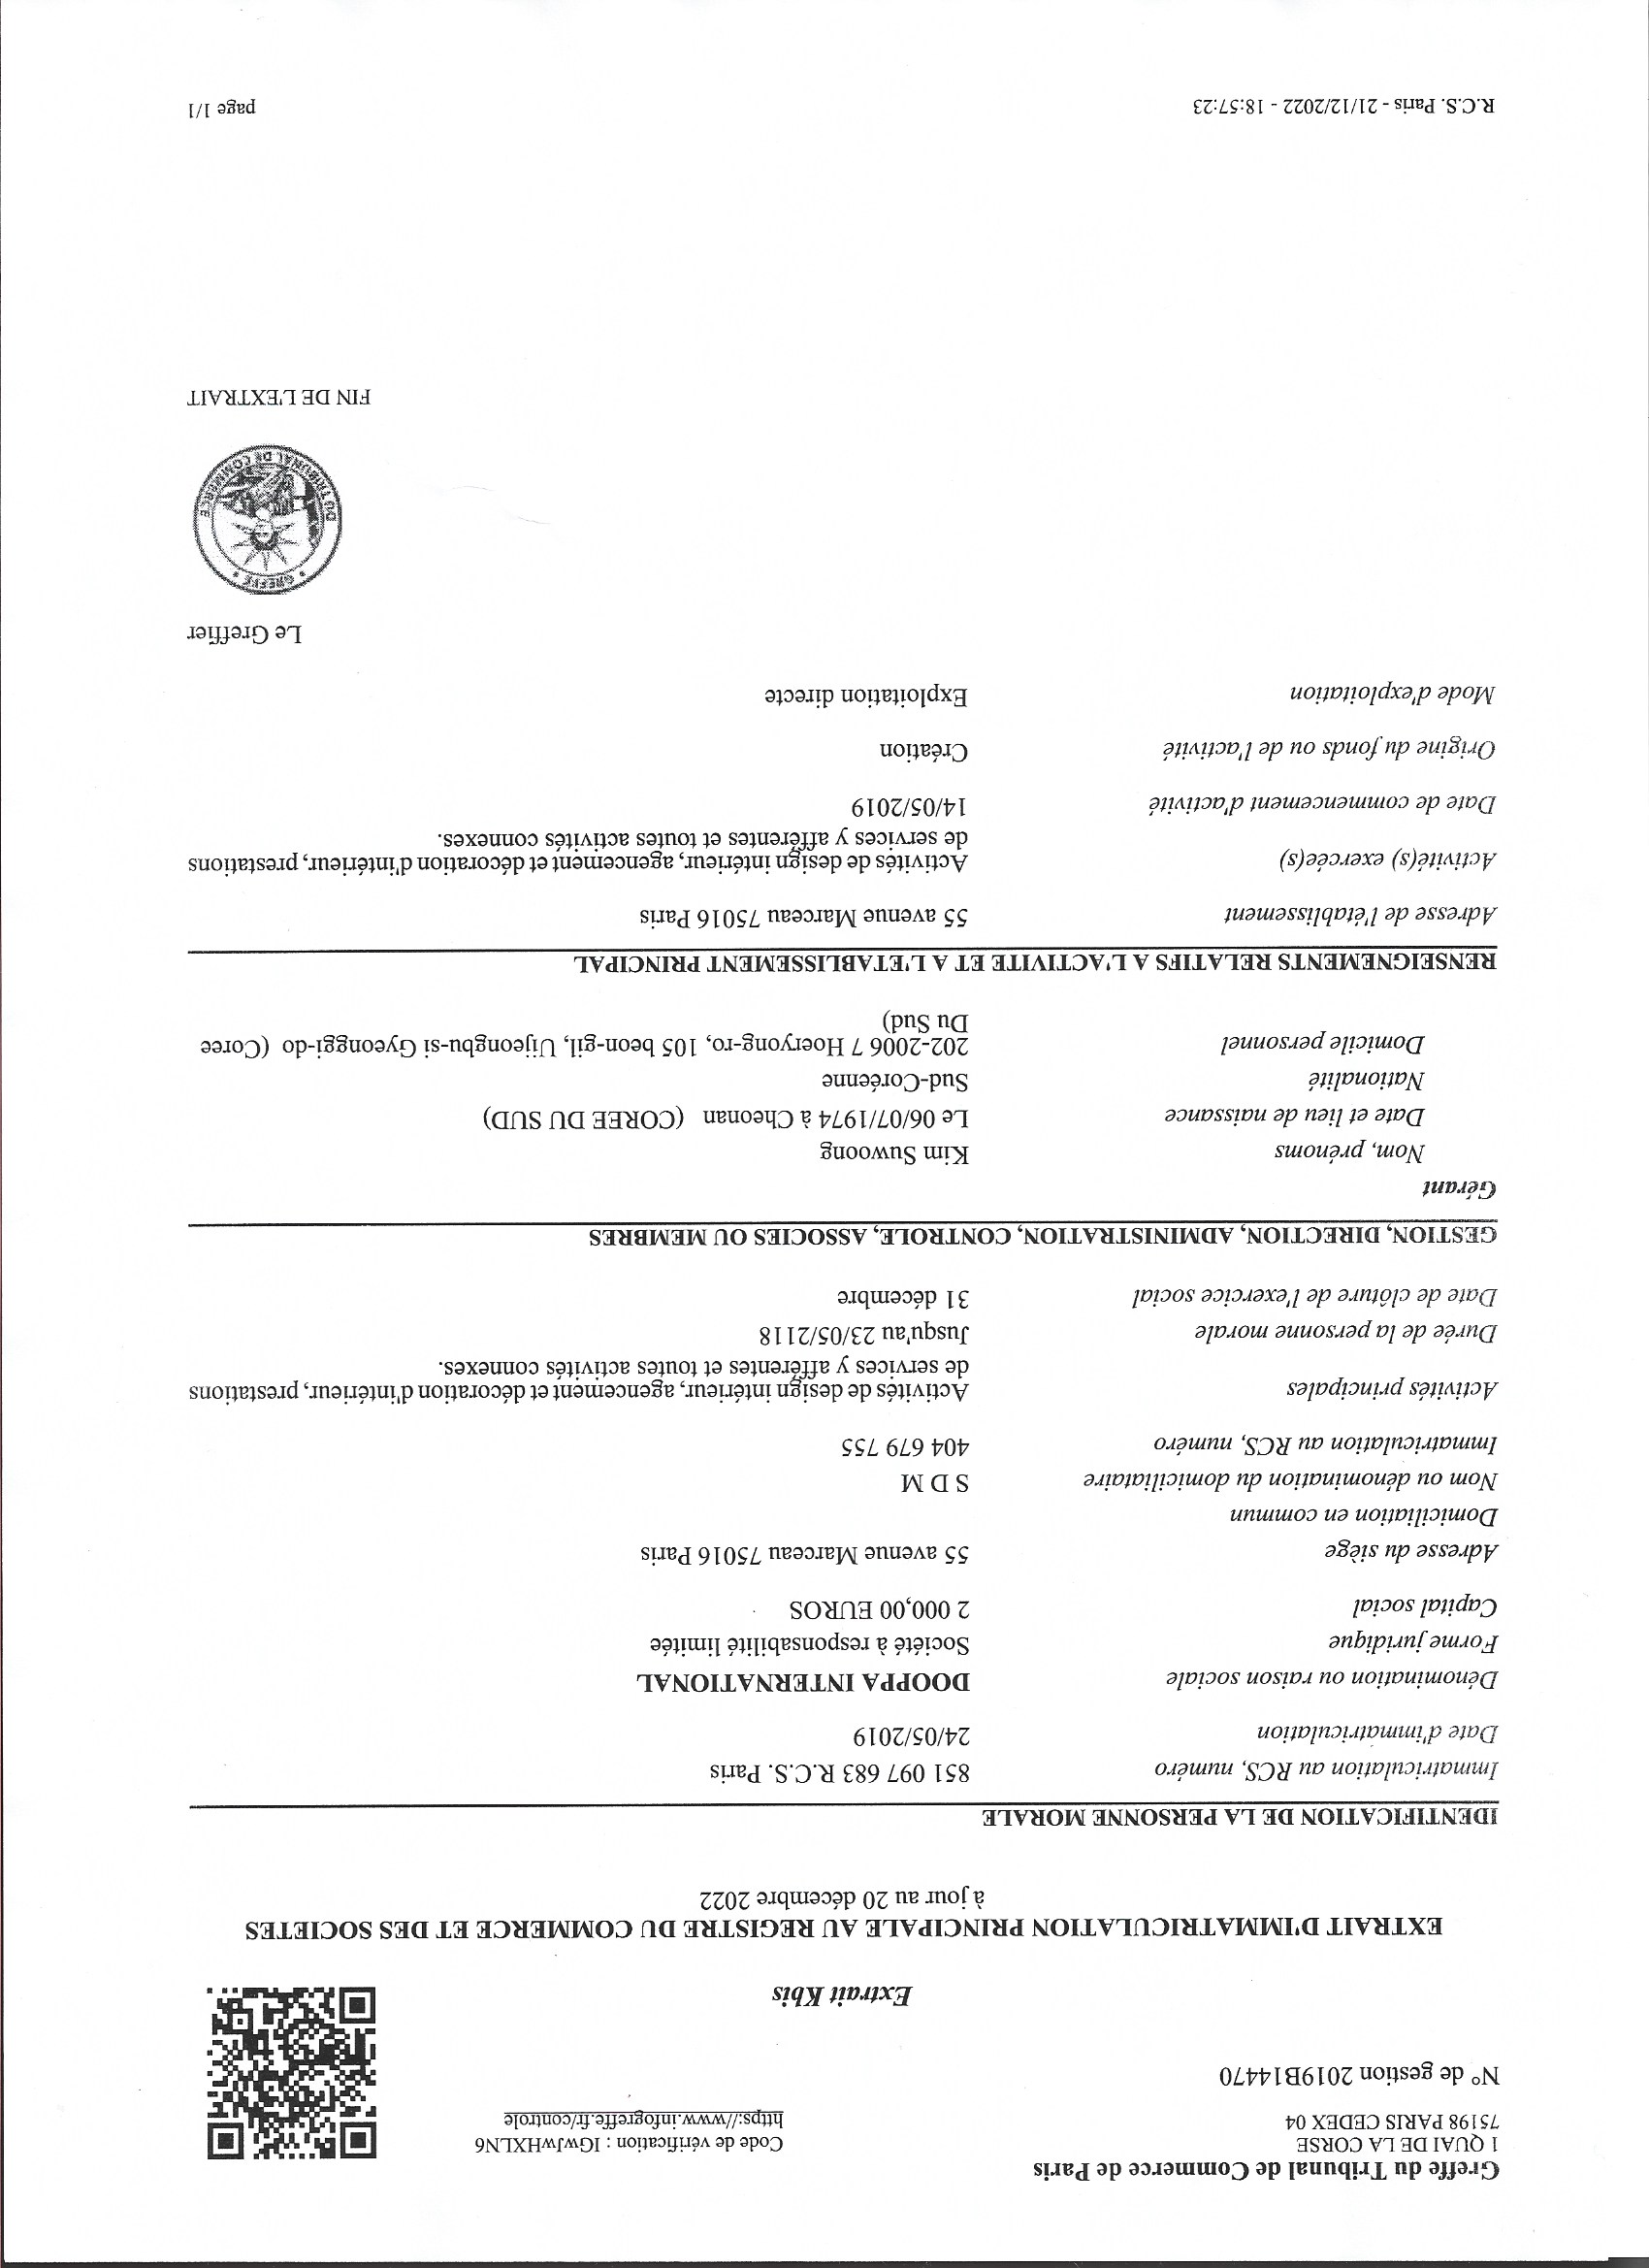 Greffe du Tribunal de Commerce de Paris
1 QUAI DE LA CORSE
75198 PARIS CEDEX 04
N° de gestion 2019B14470
Code de vérification : IGwJwHXLN6
https://www.infogreffe.fr/controle
Extrait Kbis
EXTRAIT D'IMMATRICULATION PRINCIPALE AU REGISTRE DU COMMERCE ET DES SOCIETES
à jour au 20 décembre 2022
IDENTIFICATION DE LA PERSONNE MORALE
Immatriculation au RCS, numéro 851 097 683 R.C.S. Paris
Date d'immatriculation 24/05/2019
Dénomination ou raison sociale DOOPPA INTERNATIONAL
Forme juridique Société à responsabilité limitée
Capital social 2 000,00 EUROS
Adresse du siège 55 avenue Marceau 75016 Paris
Domiciliation en commun
Nom ou dénomination du domiciliataire S D M
Immatriculation au RCS, numéro 404 679 755
Activités principales Activités de design intérieur, agencement et décoration d'intérieur, prestations
de services y afférentes et toutes activités connexes.
Durée de la personne morale Jusqu'au 23/05/2118
Date de clôture de l'exercice social 31 décembre
GESTION, DIRECTION, ADMINISTRATION, CONTROLE, ASSOCIES OU MEMBRES
Gérant
Nom, prénoms Kim Suwoong
Date et lieu de naissance Le 06/07/1974 à Cheonan (COREE DU SUD)
Nationalité Sud-Coréenne
Domicile personnel 202-2006 7 Hoeryong-ro, 105 beon-gil, Uijeongbu-si Gyeonggi-do (Coree
Du Sud)
RENSEIGNEMENTS RELATIFS A L'ACTIVITE ET A L'ETABLISSEMENT PRINCIPAL
Adresse de l'établissement 55 avenue Marceau 75016 Paris
Activité(s) exercée(s) Activités de design intérieur, agencement et décoration d'intérieur, prestations
de services y afférentes et toutes activités connexes.
Date de commencement d'activité 14/05/2019
Origine du fonds ou de l'activité Création
Mode d'exploitation Exploitation directe
Le Greffier
GREFFE
DU TRIBUNAL DE COMMERCE
FIN DE L'EXTRAIT
R.C.S. Paris - 21/12/2022 - 18:57:23 page 1/1